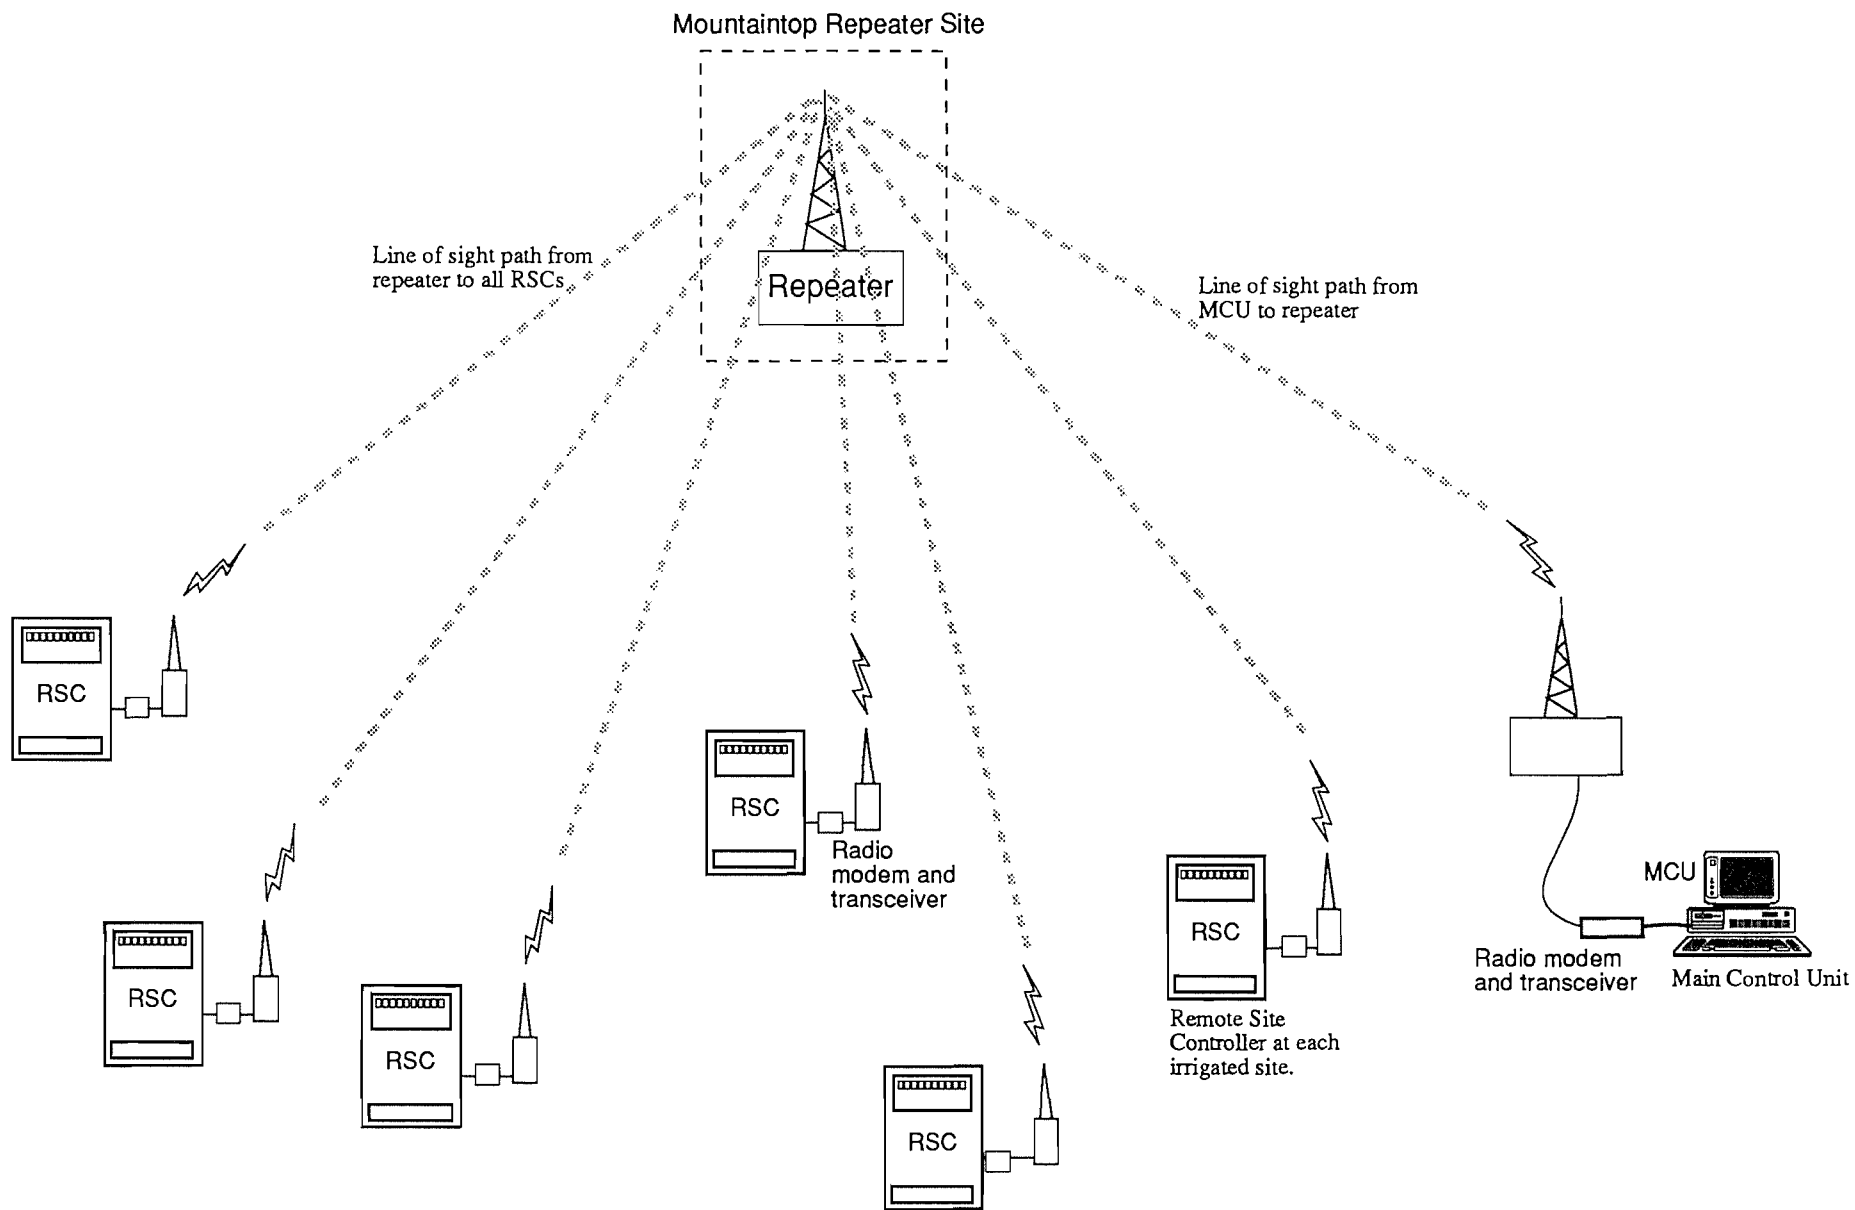 Mountaintop Repeater Site
Line of sight path from
repeater to all RSCs
Repeater
Line of sight path from
MCU to repeater
RSC
RSC
RSC
RSC
Radio
modem and
transceiver
RSC
RSC
Remote Site
Controller at each
irrigated site.
MCU
Radio modem
and transceiver
Main Control Unit